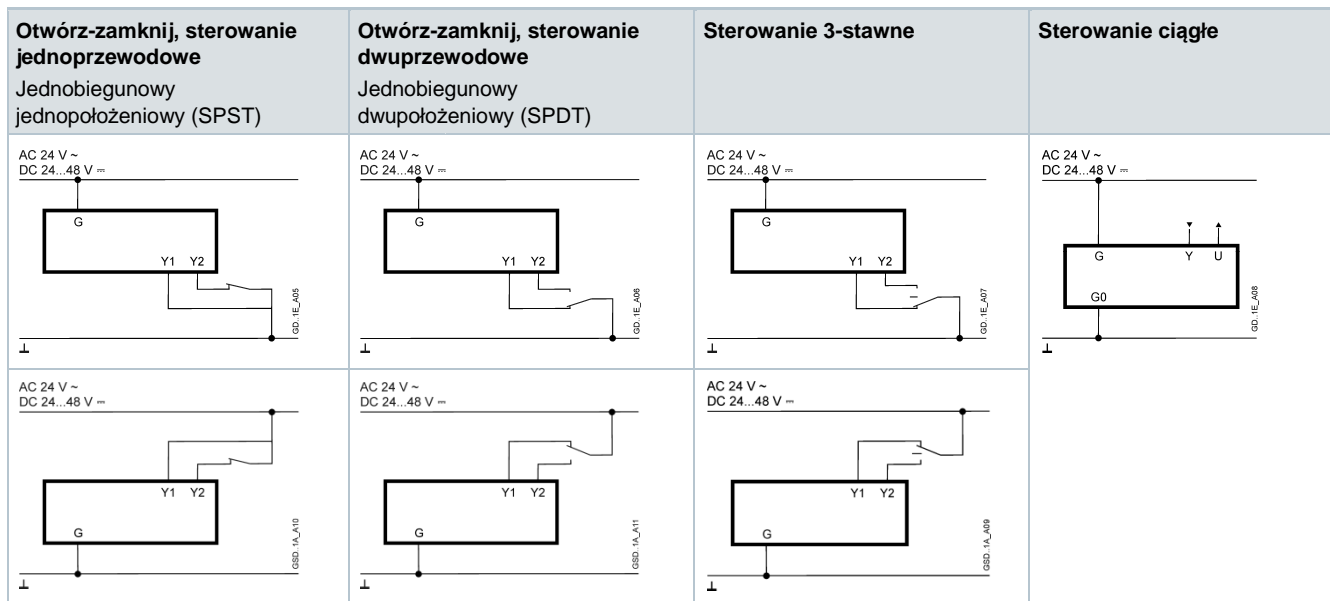 Otwórz-zamknij, sterowanie
jednoprzewodowe
Jednobiegunowy
jednopołożeniowy (SPST)
Otwórz-zamknij, sterowanie
dwuprzewodowe
Jednobiegunowy
dwupołożeniowy (SPDT)
Sterowanie 3-stawne
Sterowanie ciągłe
AC 24 V ~
DC 24...48 V ⎓
G
Y1 Y2
GD..1E_A05
AC 24 V ~
DC 24...48 V ⎓
G
Y1 Y2
GD..1E_A06
AC 24 V ~
DC 24...48 V ⎓
G
Y1 Y2
GD..1E_A07
AC 24 V ~
DC 24...48 V ⎓
G Y U
G0
GD..1E_A08
AC 24 V ~
DC 24...48 V ⎓
Y1 Y2
G
GSD..1A_A10
AC 24 V ~
DC 24...48 V ⎓
Y1 Y2
G
GSD..1A_A11
AC 24 V ~
DC 24...48 V ⎓
Y1 Y2
G
GSD..1A_A09